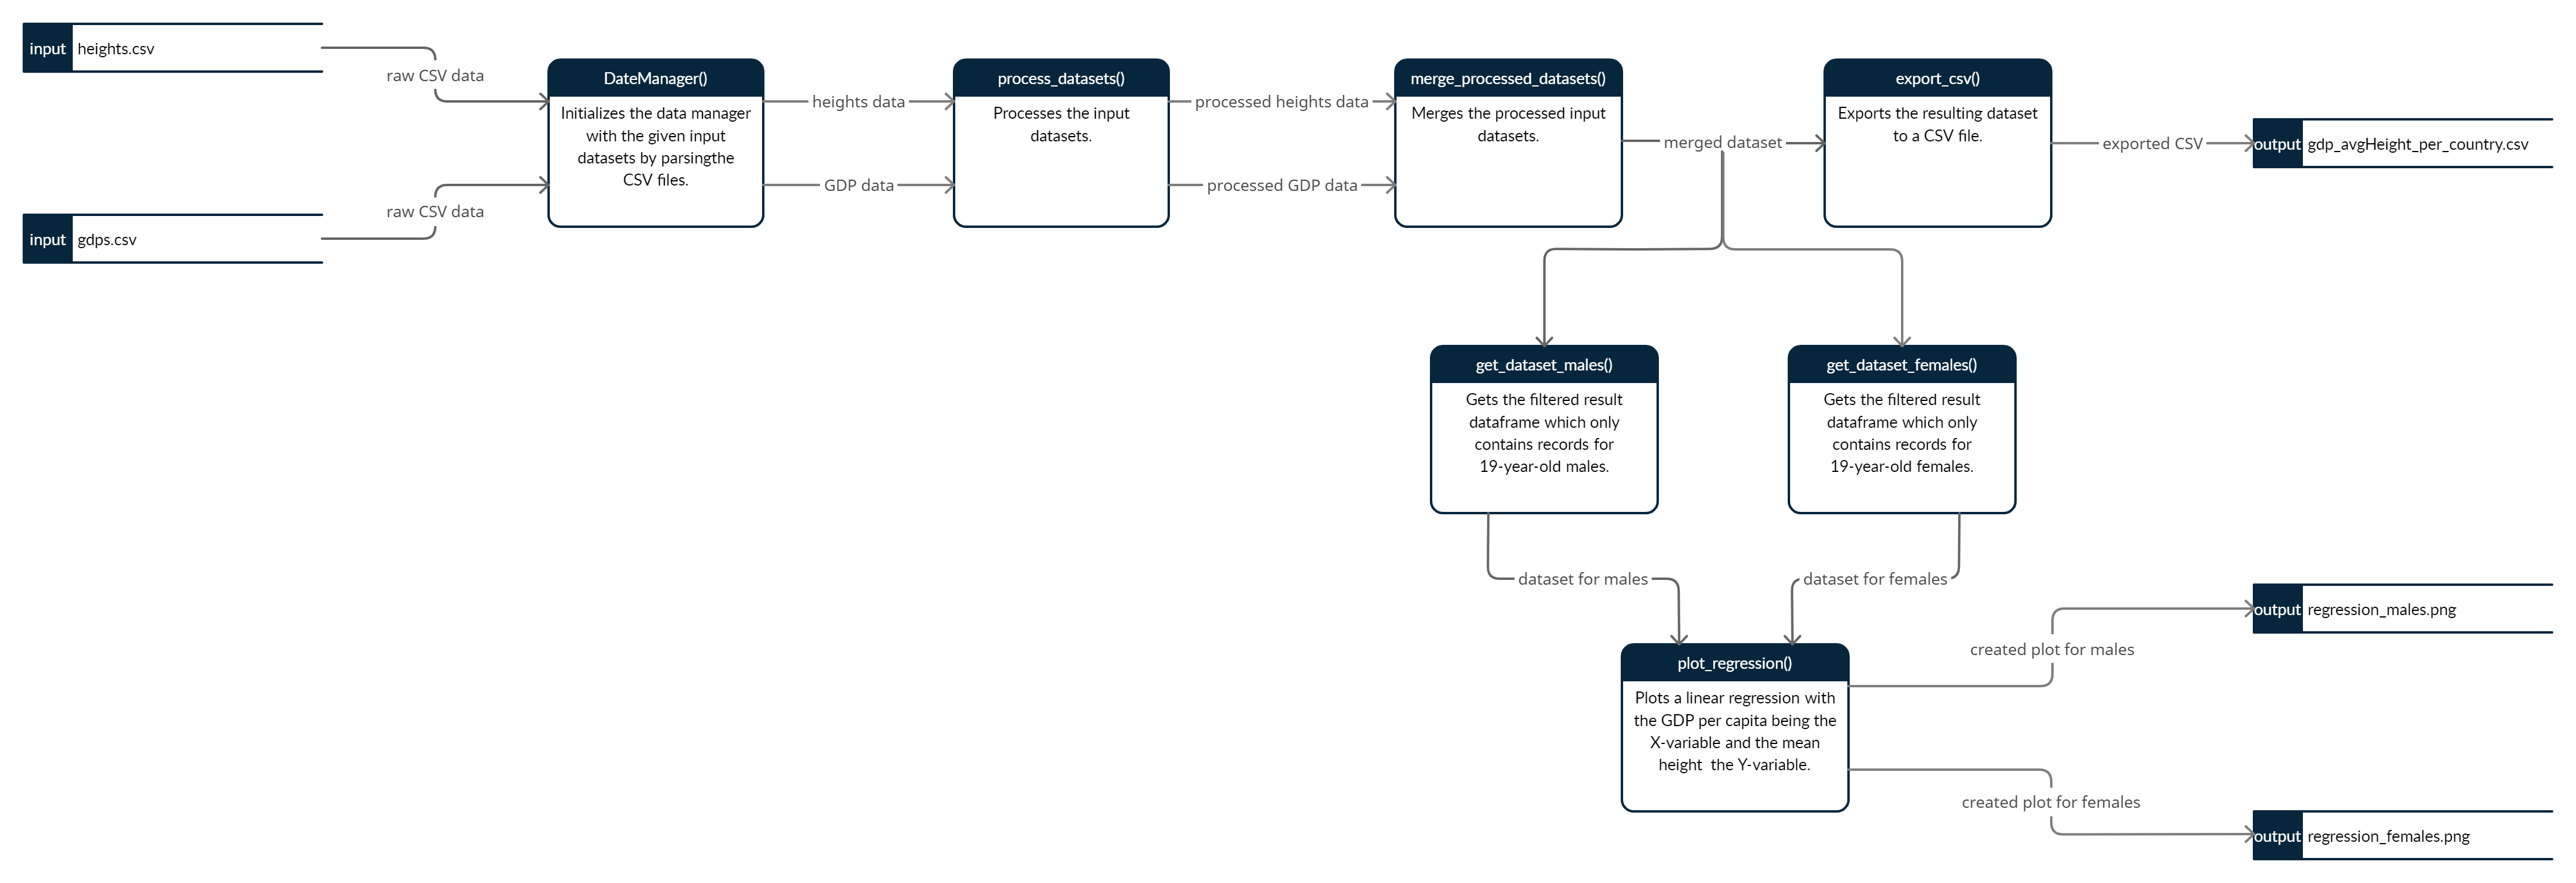 input heights.csv
raw CSV data
input gdps.csv
raw CSV data
DateManager()
Initializes the data manager
with the given input
datasets by parsingthe
CSV files.
heights data
GDP data
process_datasets()
Processes the input
datasets.
processed heights data
processed GDP data
merge_processed_datasets()
Merges the processed input
datasets.
merged dataset
export_csv()
Exports the resulting dataset
to a CSV file.
exported CSV
output gdp_avgHeight_per_country.csv
get_dataset_males()
Gets the filtered result
dataframe which only
contains records for
19-year-old males.
get_dataset_females()
Gets the filtered result
dataframe which only
contains records for
19-year-old females.
dataset for males
dataset for females
plot_regression()
Plots a linear regression with
the GDP per capita being the
X-variable and the mean
height  the Y-variable.
created plot for males
output regression_males.png
created plot for females
output regression_females.png